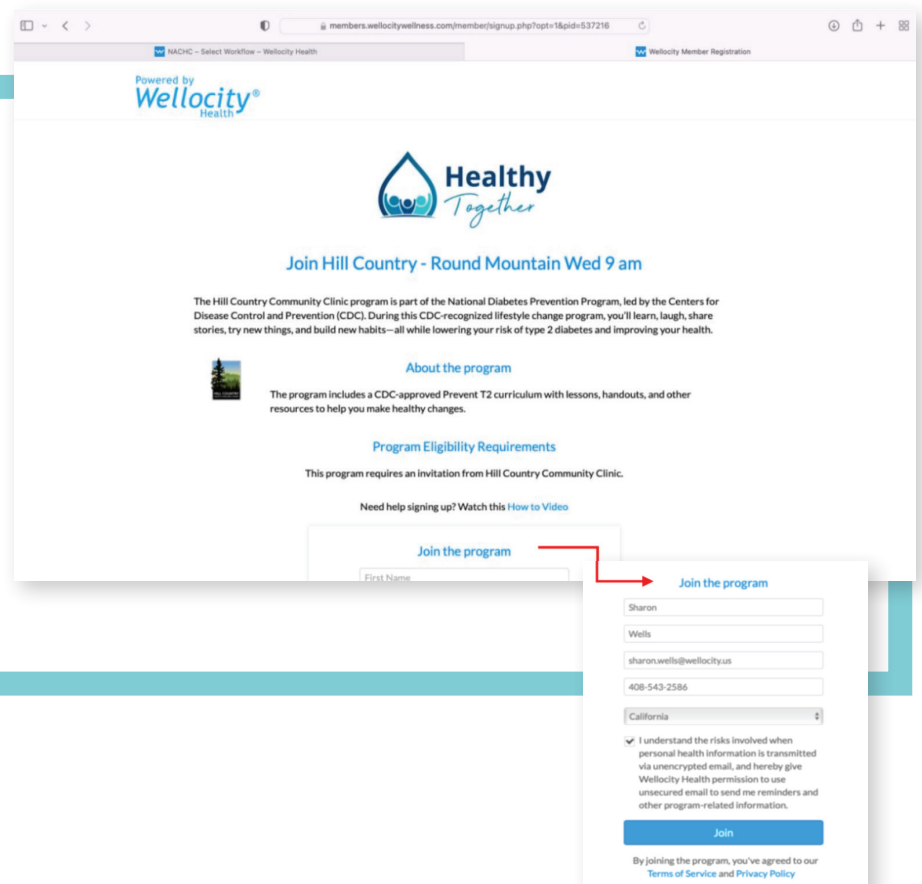 members.wellocitywellness.com/member/signup.php?opt=1&pid=537216
NACHC – Select Workflow – Wellocity Health
Wellocity Member Registration
Powered by
Wellocity®
Health
Healthy
Together
Join Hill Country - Round Mountain Wed 9 am
The Hill Country Community Clinic program is part of the National Diabetes Prevention Program, led by the Centers for
Disease Control and Prevention (CDC). During this CDC-recognized lifestyle change program, you'll learn, laugh, share
stories, try new things, and build new habits—all while lowering your risk of type 2 diabetes and improving your health.
About the program
The program includes a CDC-approved Prevent T2 curriculum with lessons, handouts, and other
resources to help you make healthy changes.
Program Eligibility Requirements
This program requires an invitation from Hill Country Community Clinic.
Need help signing up? Watch this How to Video
Join the program
First Name
Join the program
Sharon
Wells
sharon.wells@wellocity.us
408-543-2586
California
I understand the risks involved when
personal health information is transmitted
via unencrypted email, and hereby give
Wellocity Health permission to use
unsecured email to send me reminders and
other program-related information.
Join
By joining the program, you've agreed to our
Terms of Service and Privacy Policy